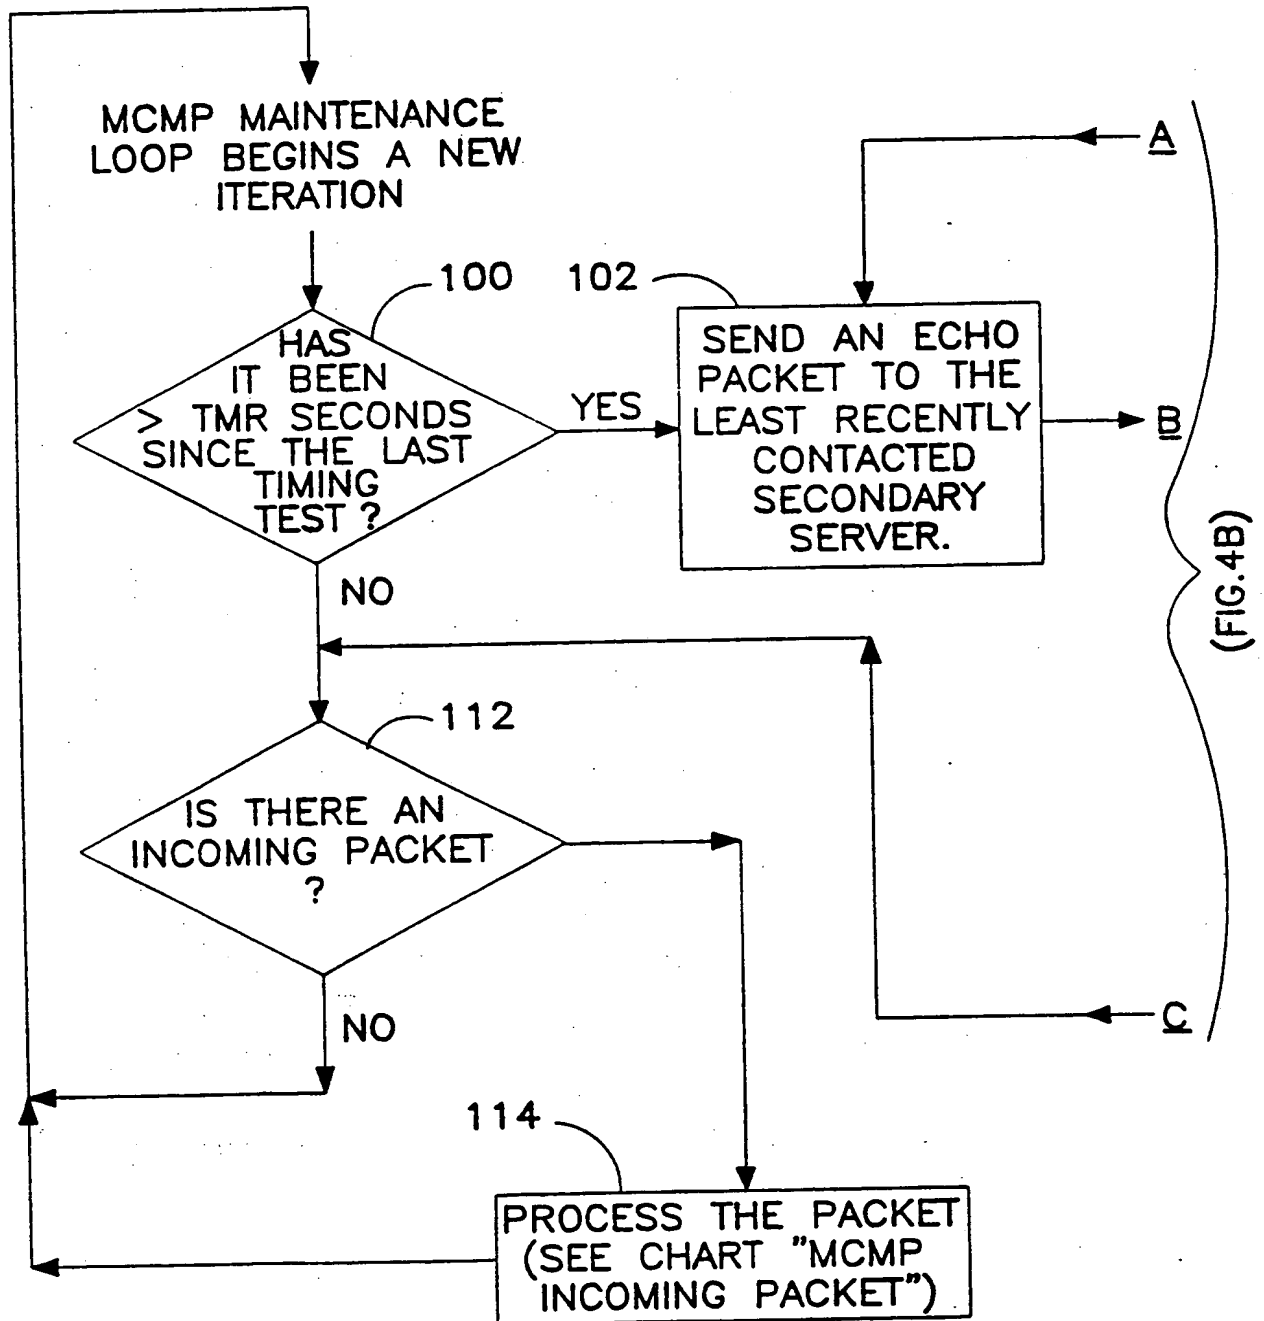 MCMP MAINTENANCE
LOOP BEGINS A NEW
ITERATION
A
100
102
HAS
IT BEEN
> TMR SECONDS
SINCE THE LAST
TIMING
TEST ?
YES
SEND AN ECHO
PACKET TO THE
LEAST RECENTLY
CONTACTED
SECONDARY
SERVER.
B
(FIG.4B)
NO
112
IS THERE AN
INCOMING PACKET
?
NO
C
114
PROCESS THE PACKET
(SEE CHART "MCMP
INCOMING PACKET")